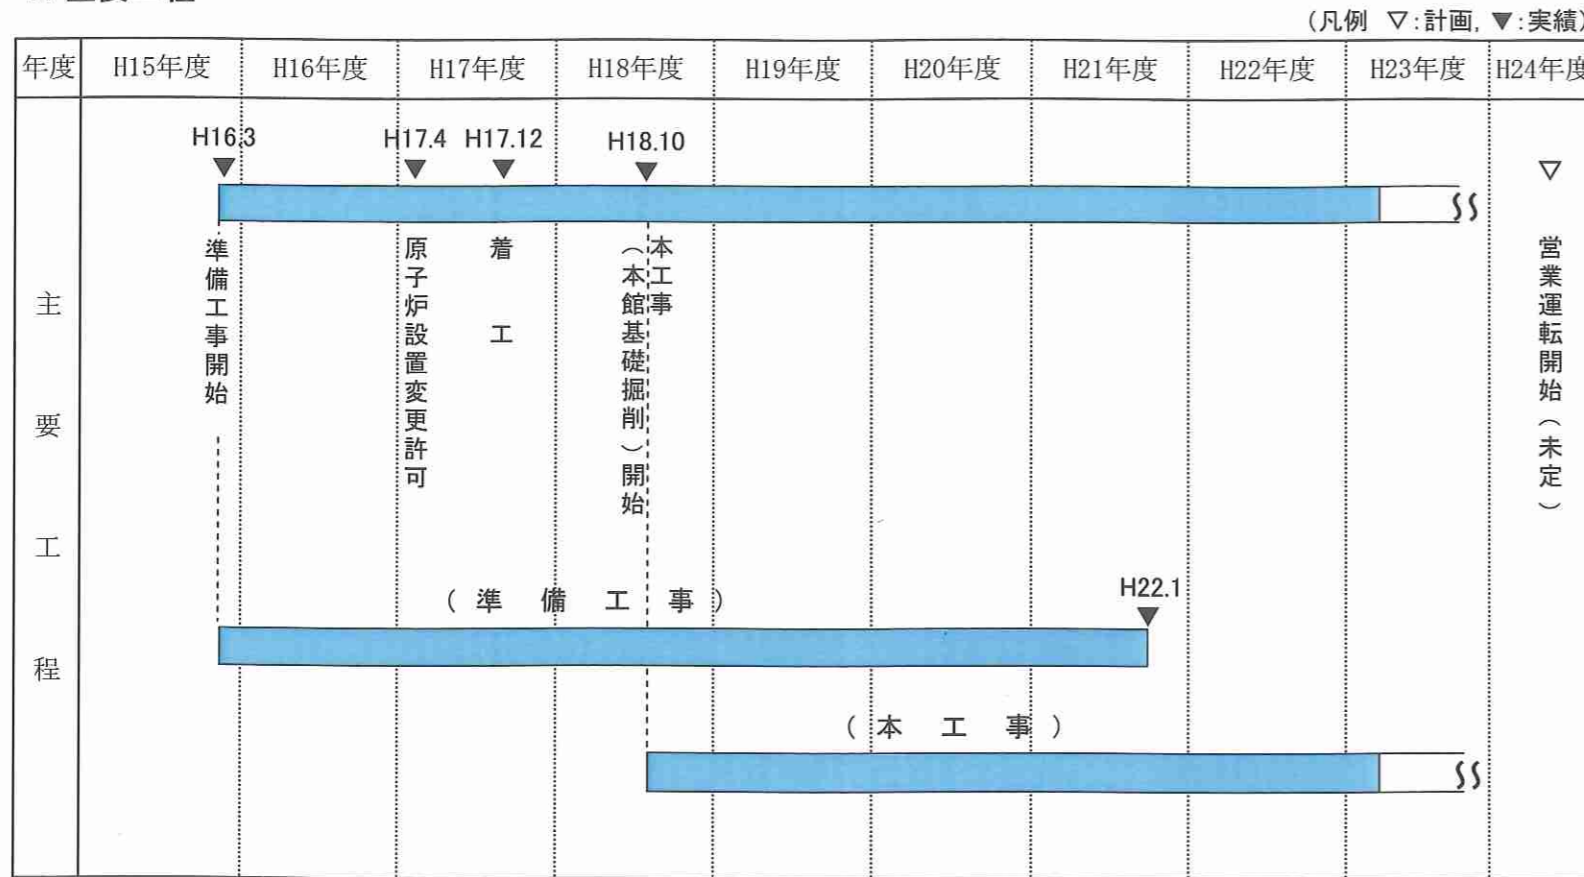 (凡例 ▽:計画, ▼:実績)
年度 H15年度 H16年度 H17年度 H18年度 H19年度 H20年度 H21年度 H22年度 H23年度 H24年度
主要工程
H16.3 H17.4 H17.12 H18.10 ▽
準備工事開始
原子炉設置変更許可
着工
本工事
(本館基礎掘削)開始
営業運転開始(未定)
(準備工事)
H22.1
(本工事)